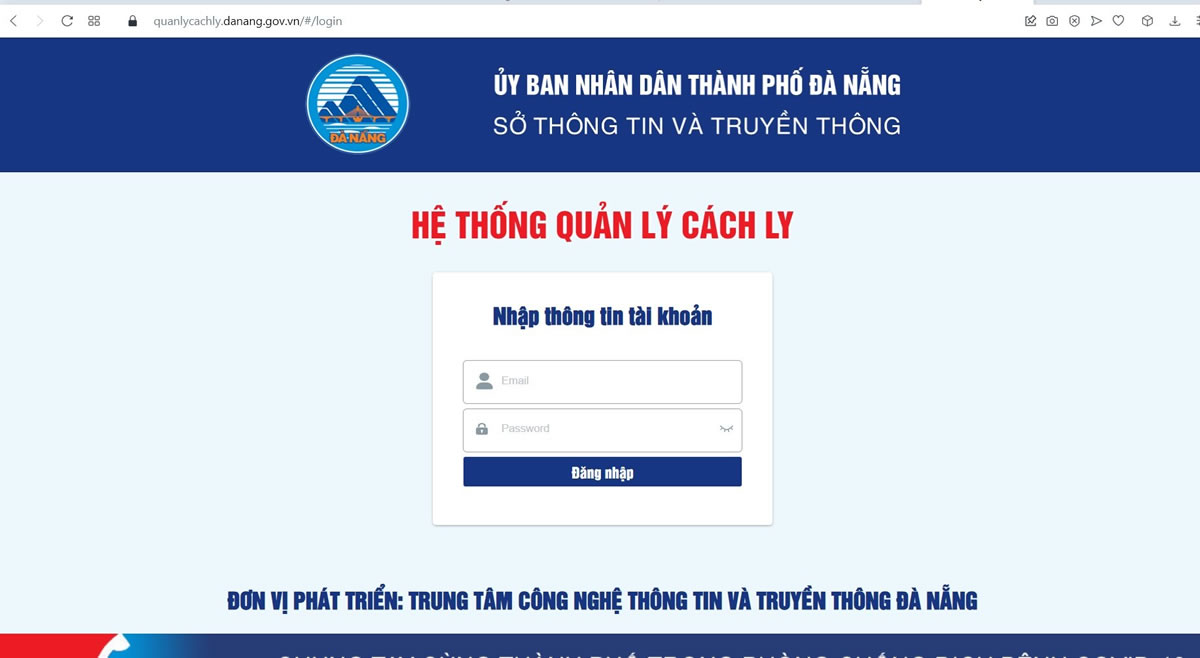 quanlycachly.danang.gov.vn/#/login
ĐÀ NẴNG
ỦY BAN NHÂN DÂN THÀNH PHỐ ĐÀ NẴNG
SỞ THÔNG TIN VÀ TRUYỀN THÔNG
HỆ THỐNG QUẢN LÝ CÁCH LY
Nhập thông tin tài khoản
Email
Password
Đăng nhập
ĐƠN VỊ PHÁT TRIỂN: TRUNG TÂM CÔNG NGHỆ THÔNG TIN VÀ TRUYỀN THÔNG ĐÀ NẴNG